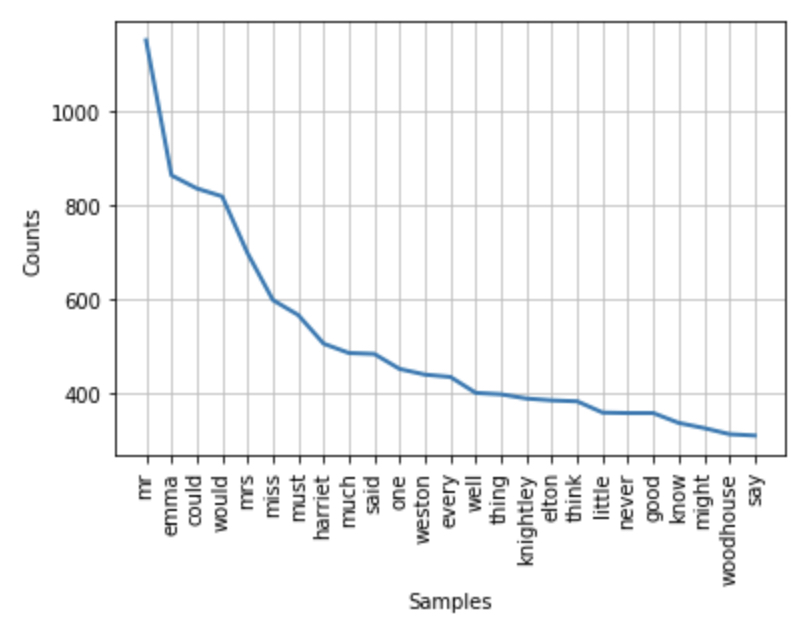 1000
800
600
400
Counts
mr
emma
could
would
mrs
miss
must
harriet
much
said
one
weston
every
well
thing
knightley
elton
think
little
never
good
know
might
woodhouse
say
Samples